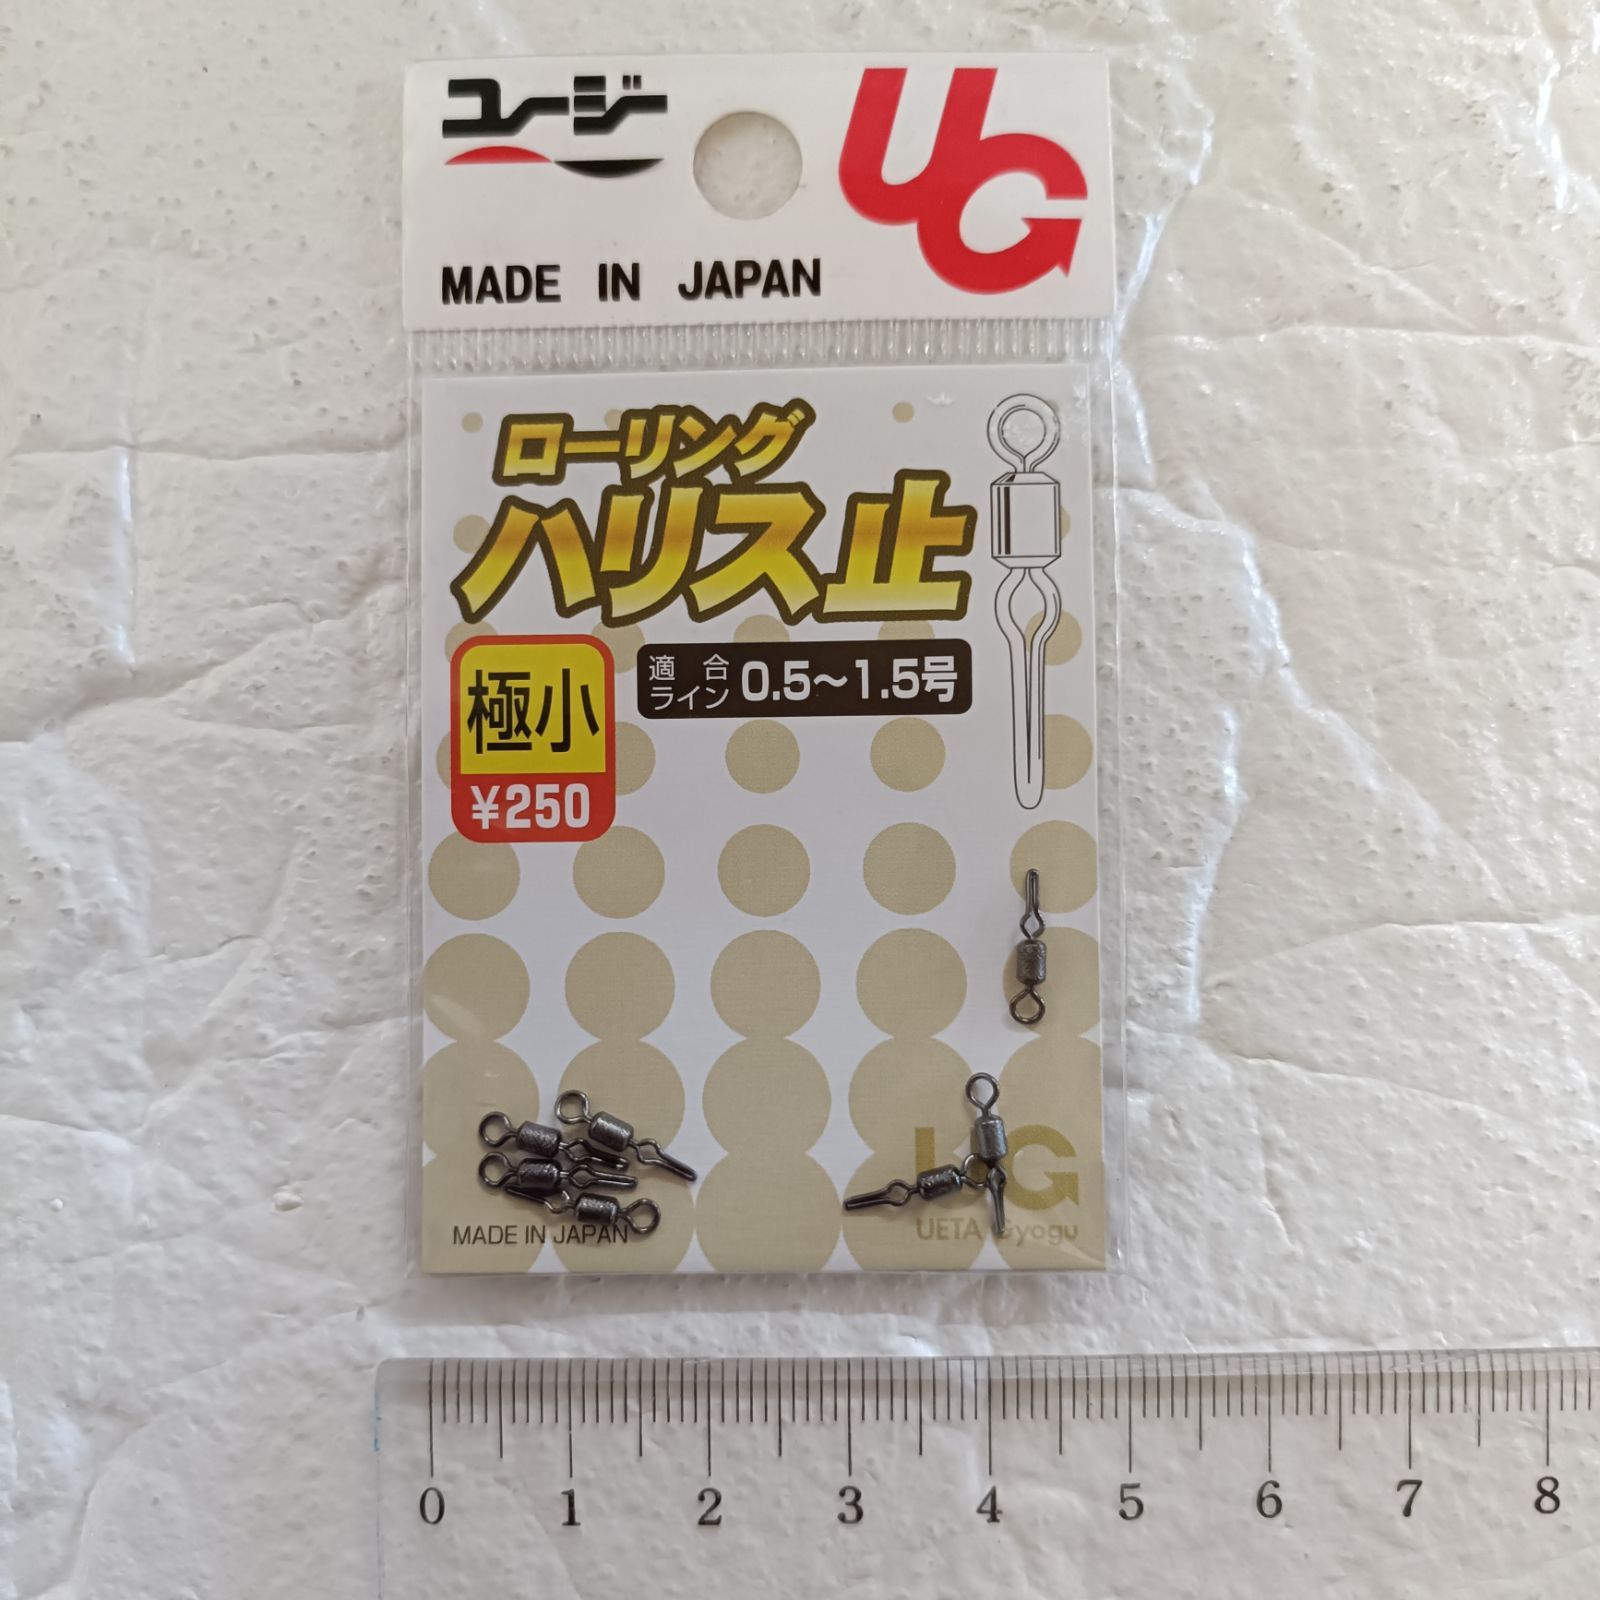 ユージー
UG
MADE IN JAPAN
ローリング
ハリス止
極小
¥250
適合
ライン
0.5～1.5号
MADE IN JAPAN
UG
UETA Gyogu
0 1 2 3 4 5 6 7 8